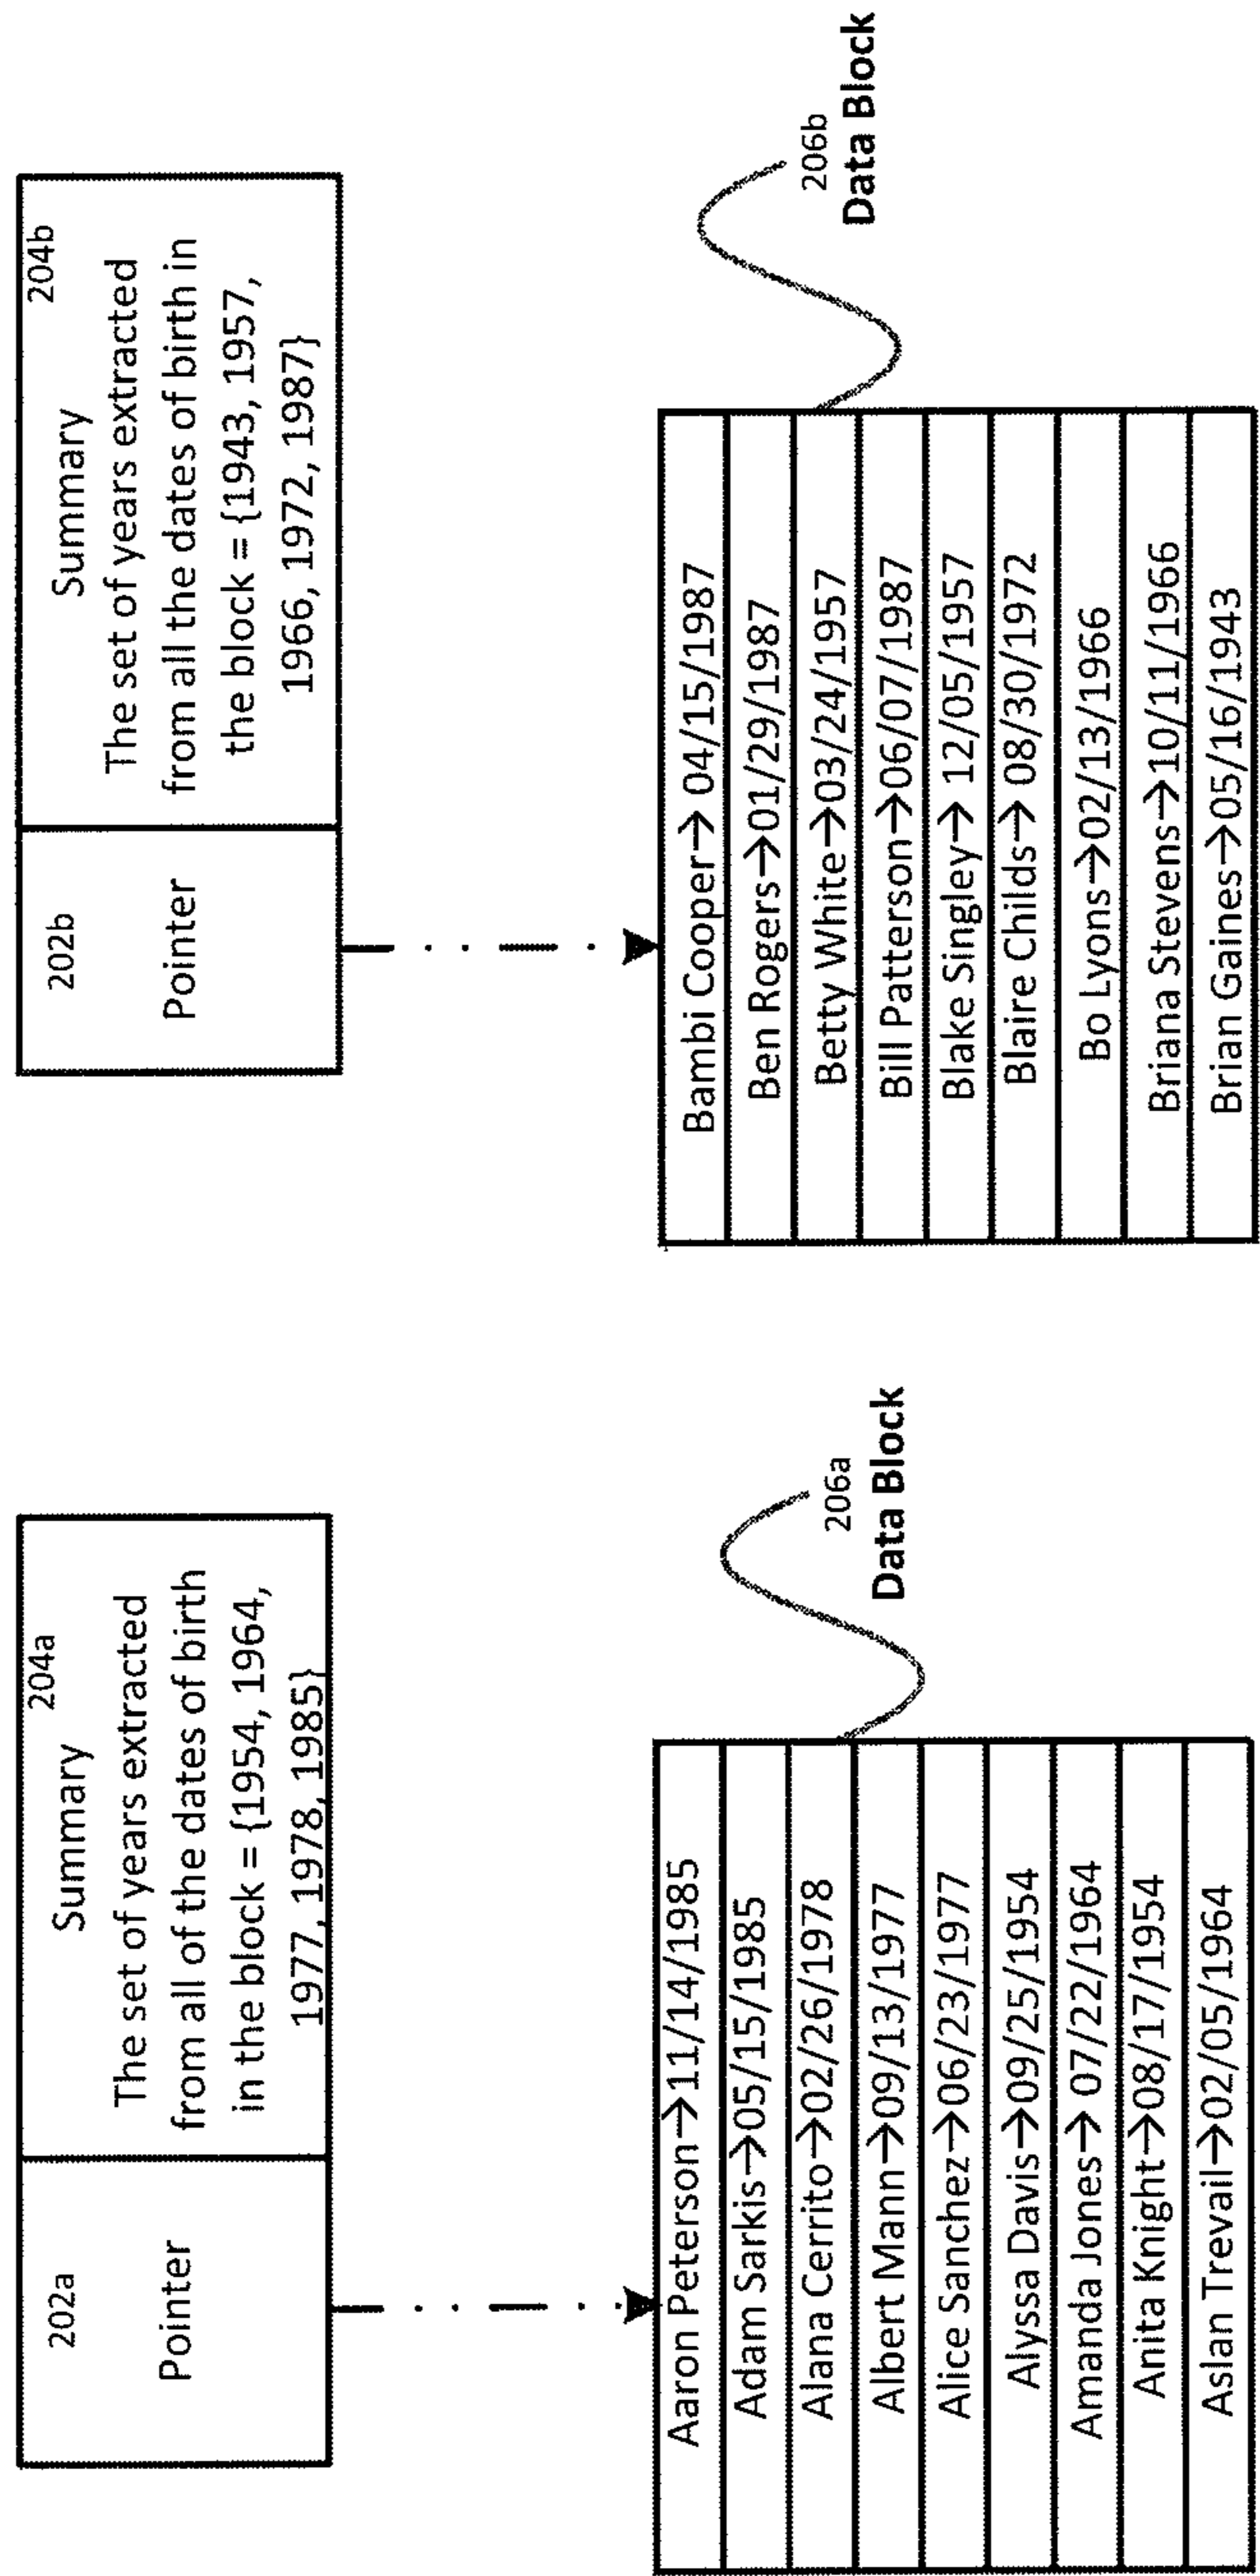 202a
Pointer
204a
Summary
The set of years extracted
from all of the dates of birth
in the block = {1954, 1964,
1977, 1978, 1985}
Aaron Peterson→11/14/1985
Adam Sarkis→05/15/1985
Alana Cerrito→02/26/1978
Albert Mann→09/13/1977
Alice Sanchez→06/23/1977
Alyssa Davis→09/25/1954
Amanda Jones→ 07/22/1964
Anita Knight→08/17/1954
Aslan Trevail→02/05/1964
206a
Data Block
202b
Pointer
204b
Summary
The set of years extracted
from all the dates of birth in
the block = {1943, 1957,
1966, 1972, 1987}
Bambi Cooper→ 04/15/1987
Ben Rogers→01/29/1987
Betty White→03/24/1957
Bill Patterson→06/07/1987
Blake Singley→ 12/05/1957
Blaire Childs→ 08/30/1972
Bo Lyons→02/13/1966
Briana Stevens→10/11/1966
Brian Gaines→05/16/1943
206b
Data Block